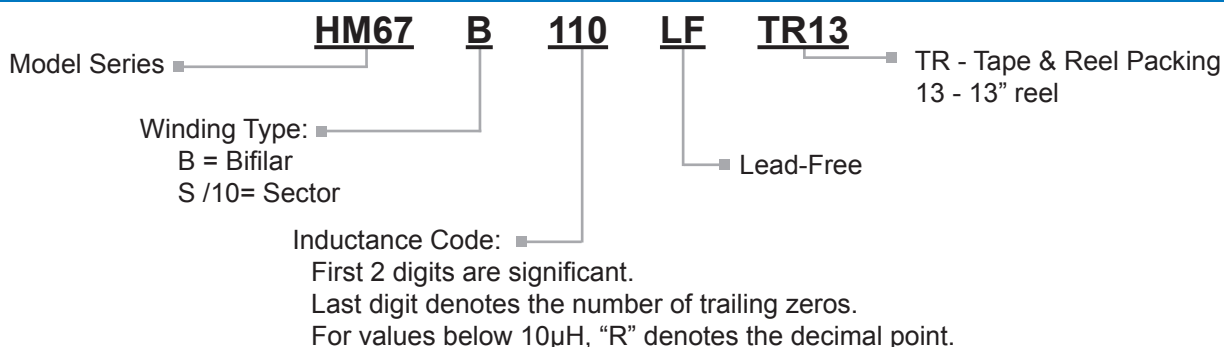 HM67 B 110 LF TR13
Model Series
TR - Tape & Reel Packing
13 - 13” reel
Winding Type:
B = Bifilar
S /10= Sector
Lead-Free
Inductance Code:
First 2 digits are significant.
Last digit denotes the number of trailing zeros.
For values below 10µH, “R” denotes the decimal point.